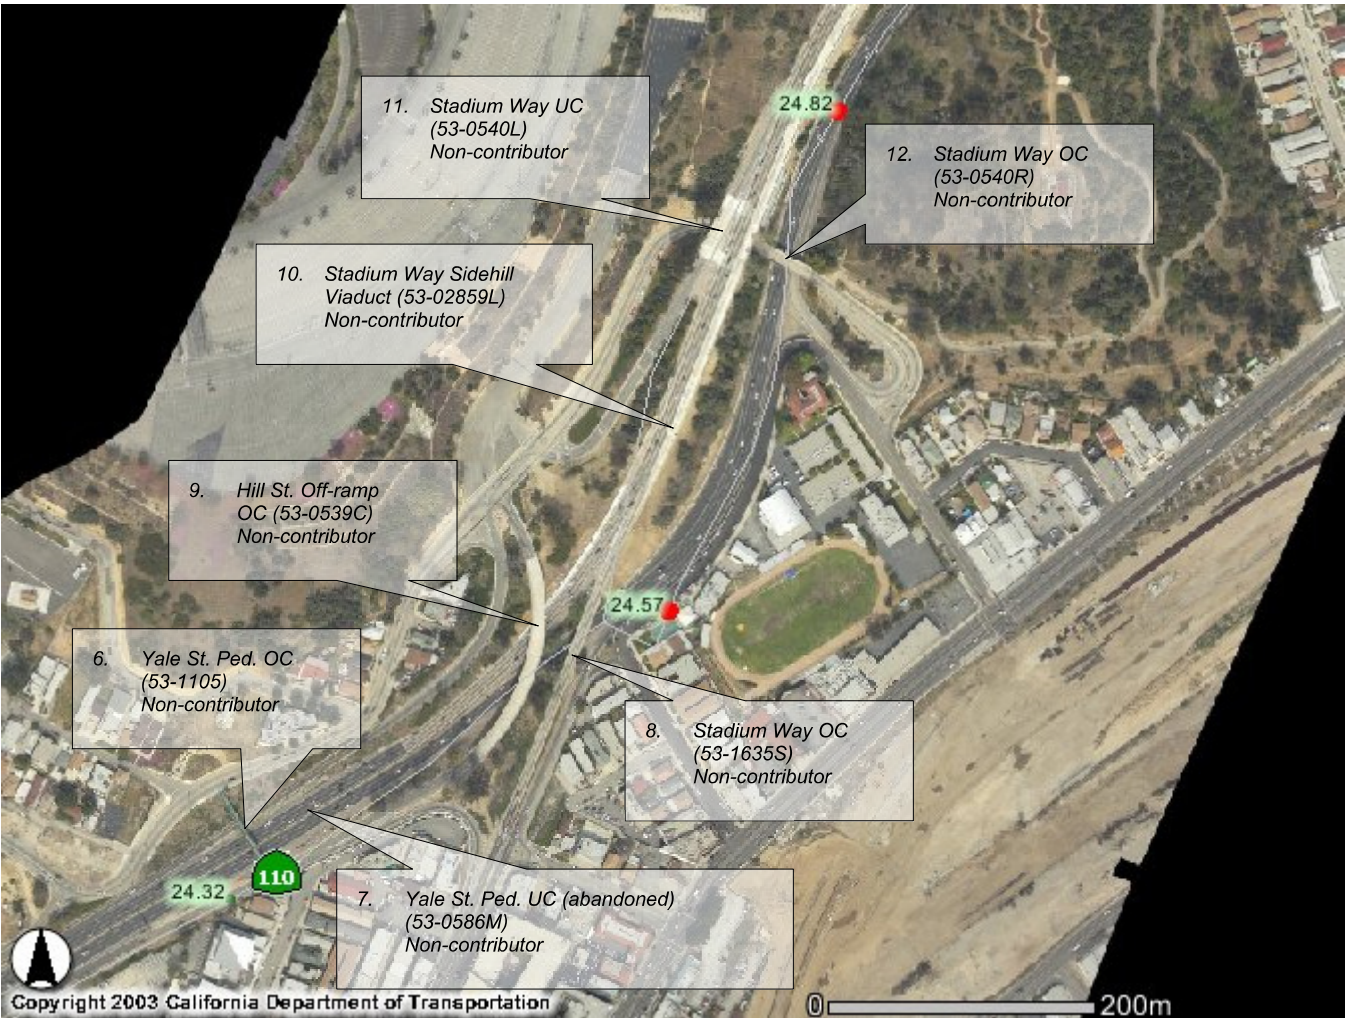 24.82
11. Stadium Way UC
(53-0540L)
Non-contributor
12. Stadium Way OC
(53-0540R)
Non-contributor
10. Stadium Way Sidehill
Viaduct (53-02859L)
Non-contributor
9. Hill St. Off-ramp
OC (53-0539C)
Non-contributor
24.57
6. Yale St. Ped. OC
(53-1105)
Non-contributor
8. Stadium Way OC
(53-1635S)
Non-contributor
110
24.32
7. Yale St. Ped. UC (abandoned)
(53-0586M)
Non-contributor
Copyright 2003 California Department of Transportation
0 200m